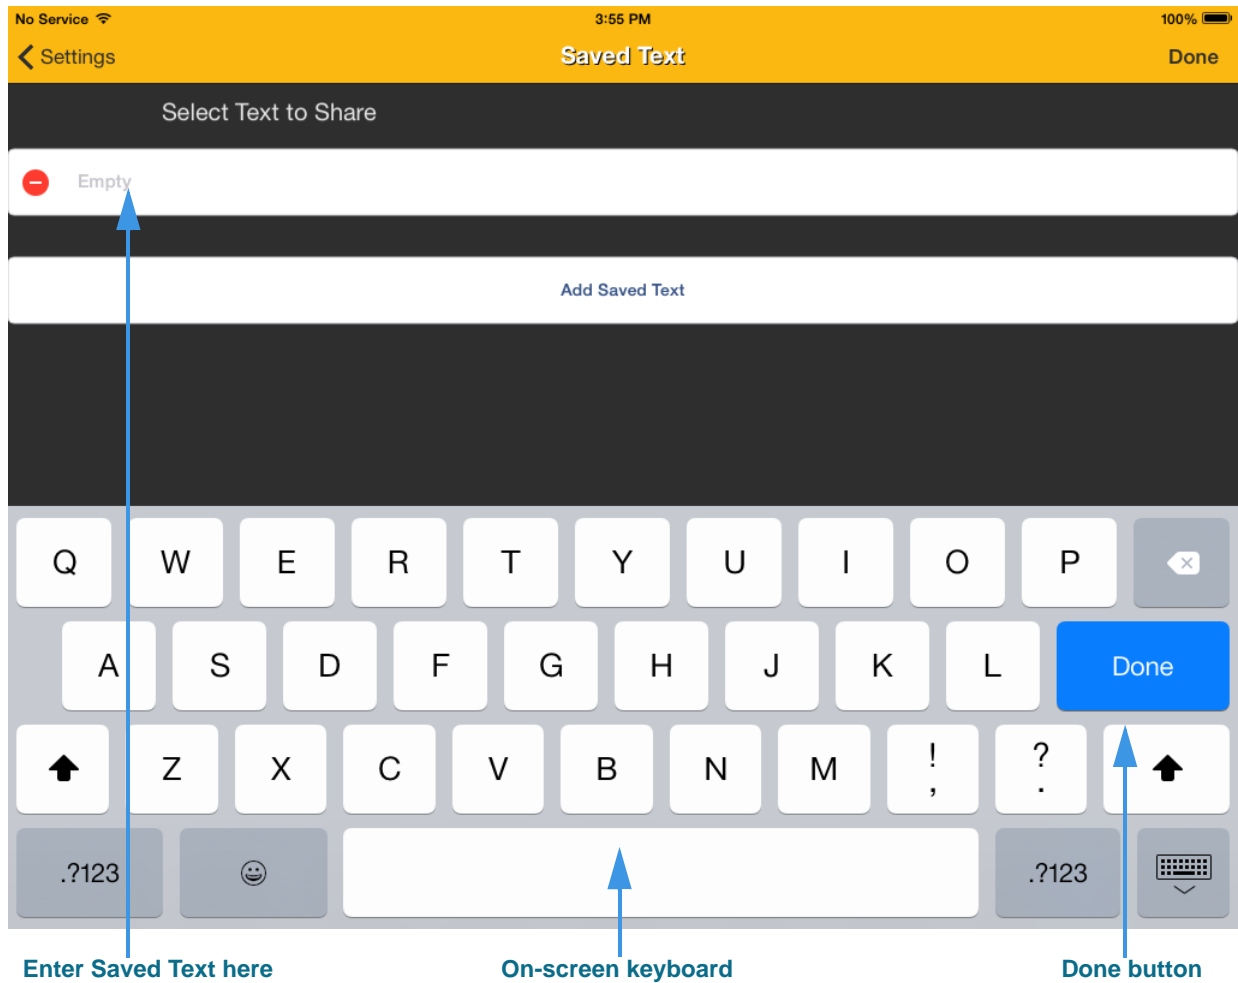 No Service 3:55 PM 100%
Settings Saved Text Done
Select Text to Share
Empty
Add Saved Text
Q W E R T Y U I O P
A S D F G H J K L Done
Z X C V B N M ! , ? .
.?123 .?123
Enter Saved Text here On-screen keyboard Done button